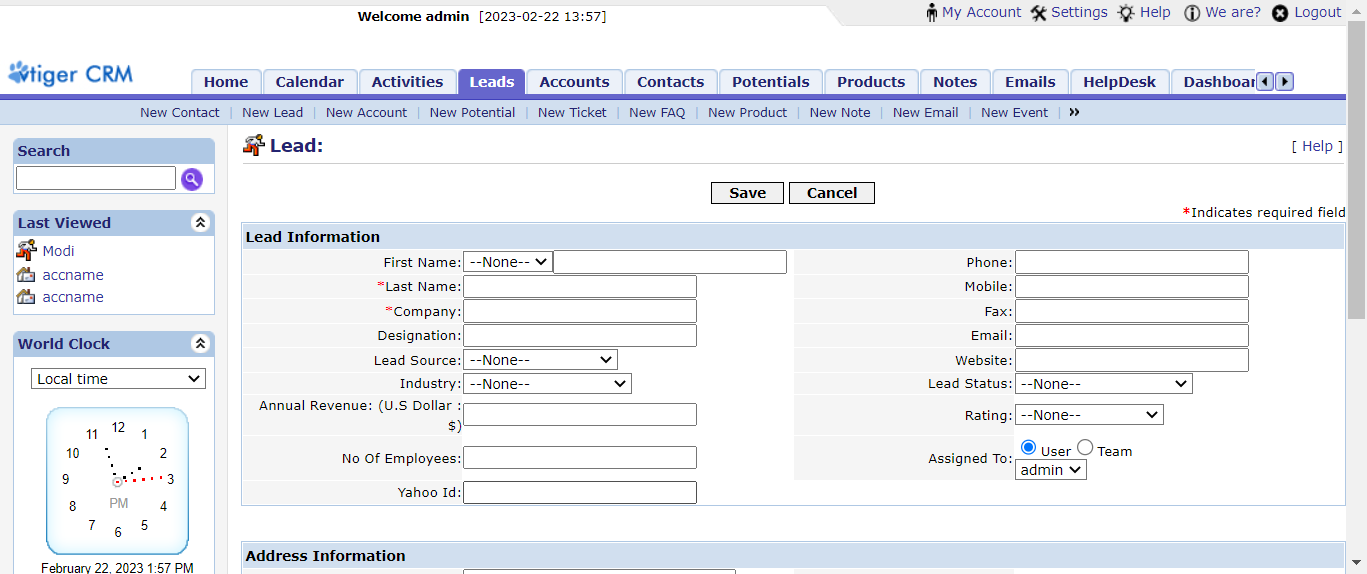 Welcome admin [2023-02-22 13:57]
My Account Settings Help We are? Logout
vtiger CRM
Home Calendar Activities Leads Accounts Contacts Potentials Products Notes Emails HelpDesk Dashboar
New Contact | New Lead | New Account | New Potential | New Ticket | New FAQ | New Product | New Note | New Email | New Event | »
Search
Last Viewed
Modi
accname
accname
World Clock
Local time
12
11 1
10 2
9 3
PM
8 4
7 5
6
February 22, 2023 1:57 PM
Lead:
[ Help ]
Save Cancel
*Indicates required field
Lead Information
First Name: --None-- Phone:
*Last Name: Mobile:
*Company: Fax:
Designation: Email:
Lead Source: --None-- Website:
Industry: --None-- Lead Status: --None--
Annual Revenue: (U.S Dollar :
$) Rating: --None--
No Of Employees: Assigned To: User Team
admin
Yahoo Id:
Address Information